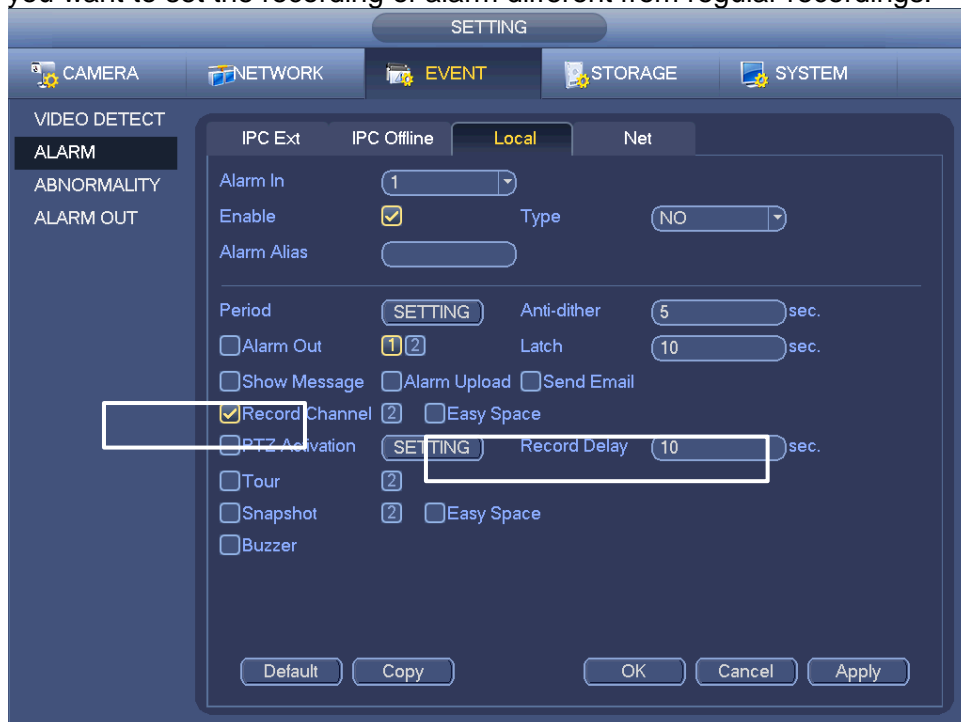 you want to set the recording of alarm different from regular recordings.
SETTING
CAMERA NETWORK EVENT STORAGE SYSTEM
VIDEO DETECT
ALARM
ABNORMALITY
ALARM OUT
IPC Ext IPC Offline Local Net
Alarm In 1
Enable Type NO
Alarm Alias
Period SETTING Anti-dither 5 sec.
Alarm Out 1 2 Latch 10 sec.
Show Message Alarm Upload Send Email
Record Channel 2 Easy Space
PTZ Activation SETTING Record Delay 10 sec.
Tour 2
Snapshot 2 Easy Space
Buzzer
Default Copy OK Cancel Apply